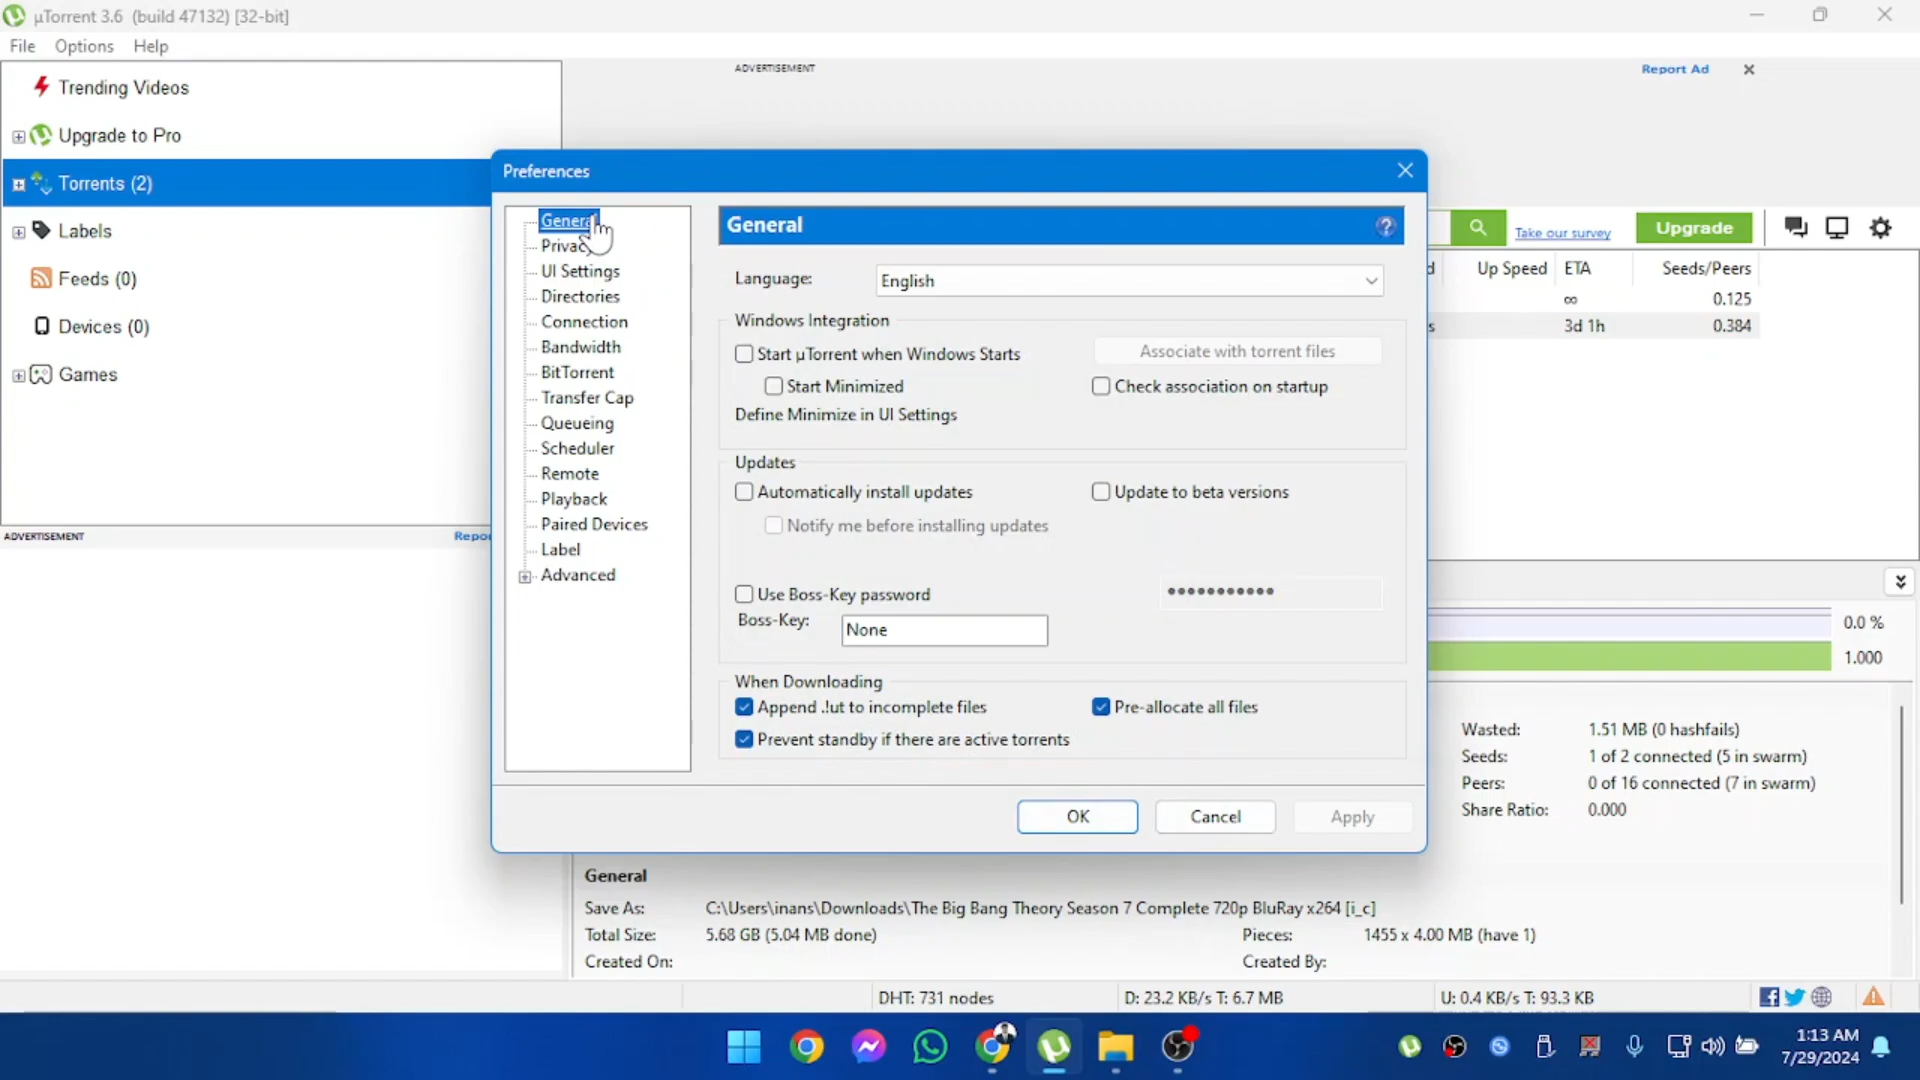 µTorrent 3.6 (build 47132) [32-bit]
File Options Help
Trending Videos
Upgrade to Pro
Torrents (2)
Labels
Feeds (0)
Devices (0)
Games
ADVERTISEMENT
ADVERTISEMENT
Report Ad
Take our survey
Upgrade
Up Speed ETA Seeds/Peers
∞ 0.125
3d 1h 0.384
Preferences
General
UI Settings
Directories
Connection
Bandwidth
BitTorrent
Transfer Cap
Queueing
Scheduler
Remote
Playback
Paired Devices
Label
Advanced
General
Language: English
Windows Integration
Start µTorrent when Windows Starts
Associate with torrent files
Start Minimized
Check association on startup
Define Minimize in UI Settings
Updates
Automatically install updates
Update to beta versions
Notify me before installing updates
Use Boss-Key password
•••••••••••
Boss-Key: None
When Downloading
Append .!ut to incomplete files
Pre-allocate all files
Prevent standby if there are active torrents
OK Cancel Apply
0.0 %
1.000
Wasted: 1.51 MB (0 hashfails)
Seeds: 1 of 2 connected (5 in swarm)
Peers: 0 of 16 connected (7 in swarm)
Share Ratio: 0.000
General
Save As: C:\Users\inans\Downloads\The Big Bang Theory Season 7 Complete 720p BluRay x264 [i_c]
Total Size: 5.68 GB (5.04 MB done) Pieces: 1455 x 4.00 MB (have 1)
Created On: Created By:
DHT: 731 nodes D: 23.2 KB/s T: 6.7 MB U: 0.4 KB/s T: 93.3 KB
1:13 AM
7/29/2024